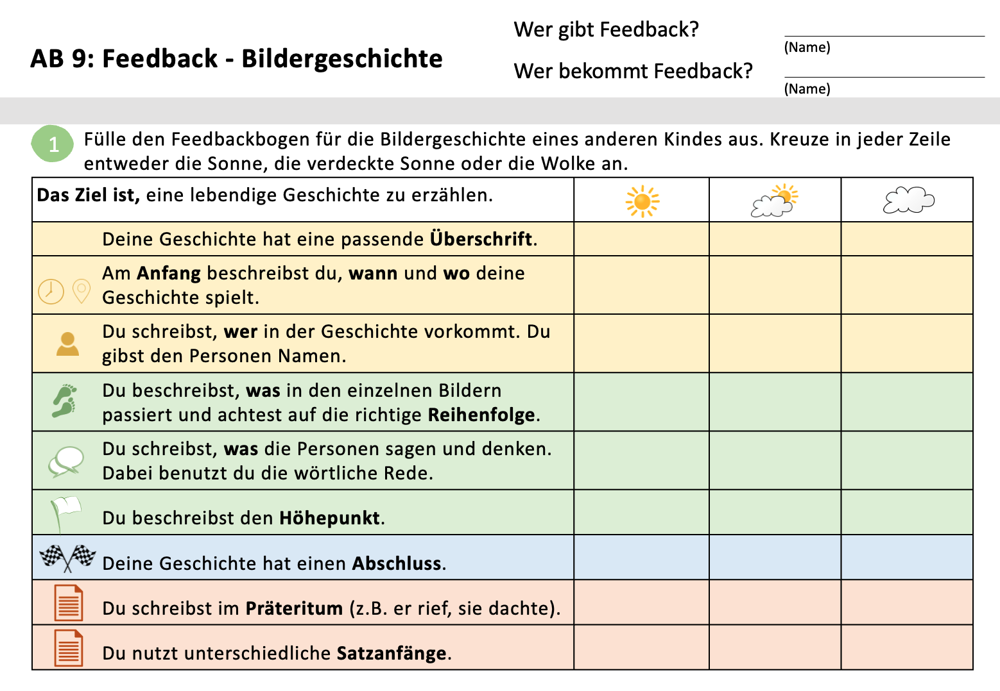 AB 9: Feedback - Bildergeschichte
Wer gibt Feedback?
(Name)
Wer bekommt Feedback?
(Name)
1
Fülle den Feedbackbogen für die Bildergeschichte eines anderen Kindes aus. Kreuze in jeder Zeile
entweder die Sonne, die verdeckte Sonne oder die Wolke an.
Das Ziel ist, eine lebendige Geschichte zu erzählen.
Deine Geschichte hat eine passende Überschrift.
Am Anfang beschreibst du, wann und wo deine
Geschichte spielt.
Du schreibst, wer in der Geschichte vorkommt. Du
gibst den Personen Namen.
Du beschreibst, was in den einzelnen Bildern
passiert und achtest auf die richtige Reihenfolge.
Du schreibst, was die Personen sagen und denken.
Dabei benutzt du die wörtliche Rede.
Du beschreibst den Höhepunkt.
Deine Geschichte hat einen Abschluss.
Du schreibst im Präteritum (z.B. er rief, sie dachte).
Du nutzt unterschiedliche Satzanfänge.